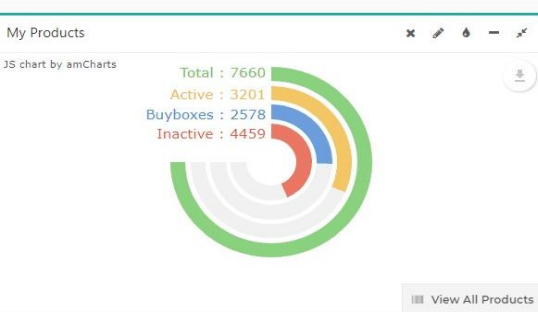 My Products
JS chart by amCharts
Total : 7660
Active : 3201
Buyboxes : 2578
Inactive : 4459
View All Products